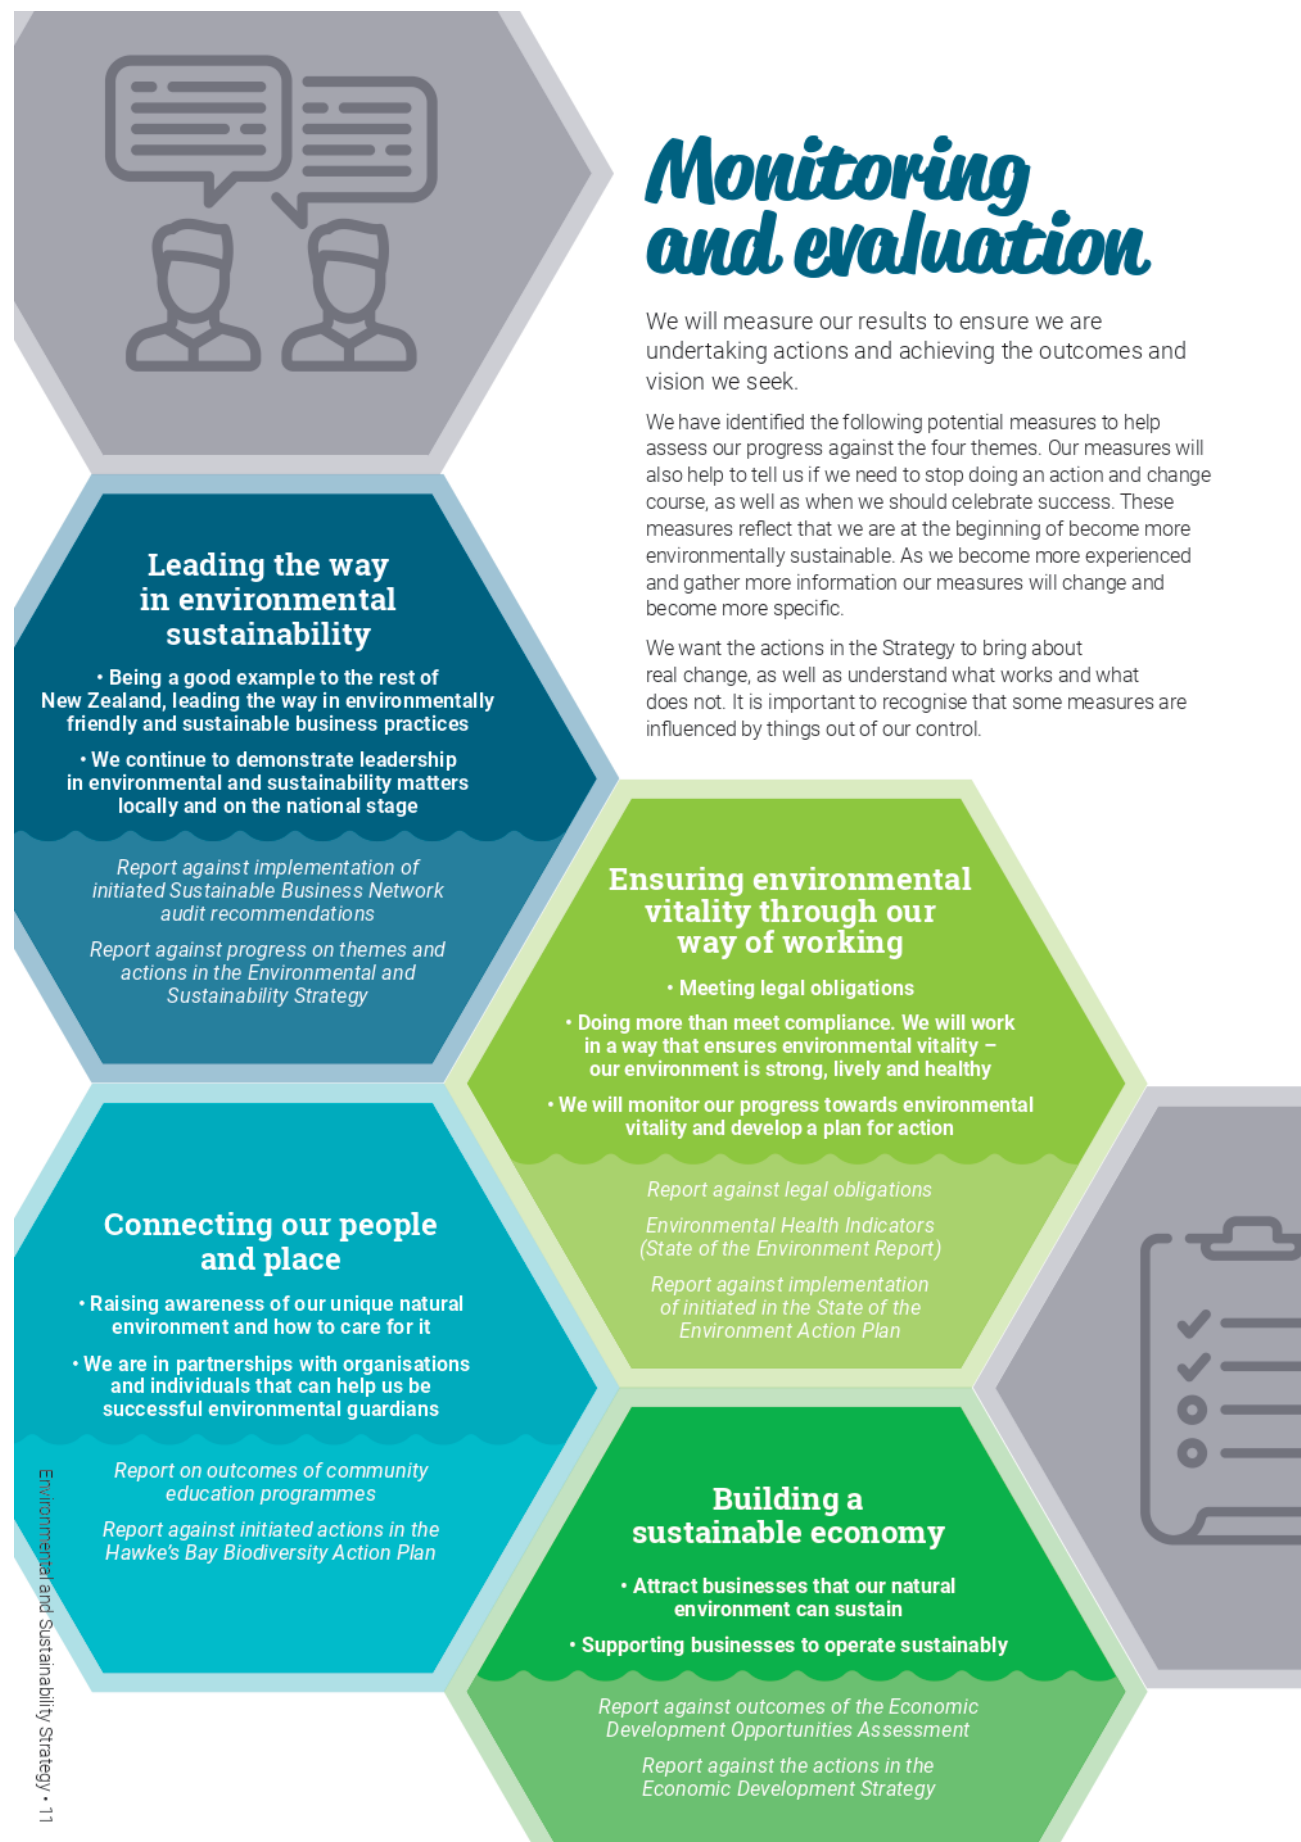 Monitoring
and evaluation
We will measure our results to ensure we are
undertaking actions and achieving the outcomes and
vision we seek.
We have identified the following potential measures to help
assess our progress against the four themes. Our measures will
also help to tell us if we need to stop doing an action and change
course, as well as when we should celebrate success. These
measures reflect that we are at the beginning of become more
environmentally sustainable. As we become more experienced
and gather more information our measures will change and
become more specific.
We want the actions in the Strategy to bring about
real change, as well as understand what works and what
does not. It is important to recognise that some measures are
influenced by things out of our control.
Leading the way
in environmental
sustainability
• Being a good example to the rest of
New Zealand, leading the way in environmentally
friendly and sustainable business practices
• We continue to demonstrate leadership
in environmental and sustainability matters
locally and on the national stage
Report against implementation of
initiated Sustainable Business Network
audit recommendations
Report against progress on themes and
actions in the Environmental and
Sustainability Strategy
Ensuring environmental
vitality through our
way of working
• Meeting legal obligations
• Doing more than meet compliance. We will work
in a way that ensures environmental vitality –
our environment is strong, lively and healthy
• We will monitor our progress towards environmental
vitality and develop a plan for action
Report against legal obligations
Environmental Health Indicators
(State of the Environment Report)
Report against implementation
of initiated in the State of the
Environment Action Plan
Connecting our people
and place
• Raising awareness of our unique natural
environment and how to care for it
• We are in partnerships with organisations
and individuals that can help us be
successful environmental guardians
Report on outcomes of community
education programmes
Report against initiated actions in the
Hawke's Bay Biodiversity Action Plan
Building a
sustainable economy
• Attract businesses that our natural
environment can sustain
• Supporting businesses to operate sustainably
Report against outcomes of the Economic
Development Opportunities Assessment
Report against the actions in the
Economic Development Strategy
Environmental and Sustainability Strategy • 11